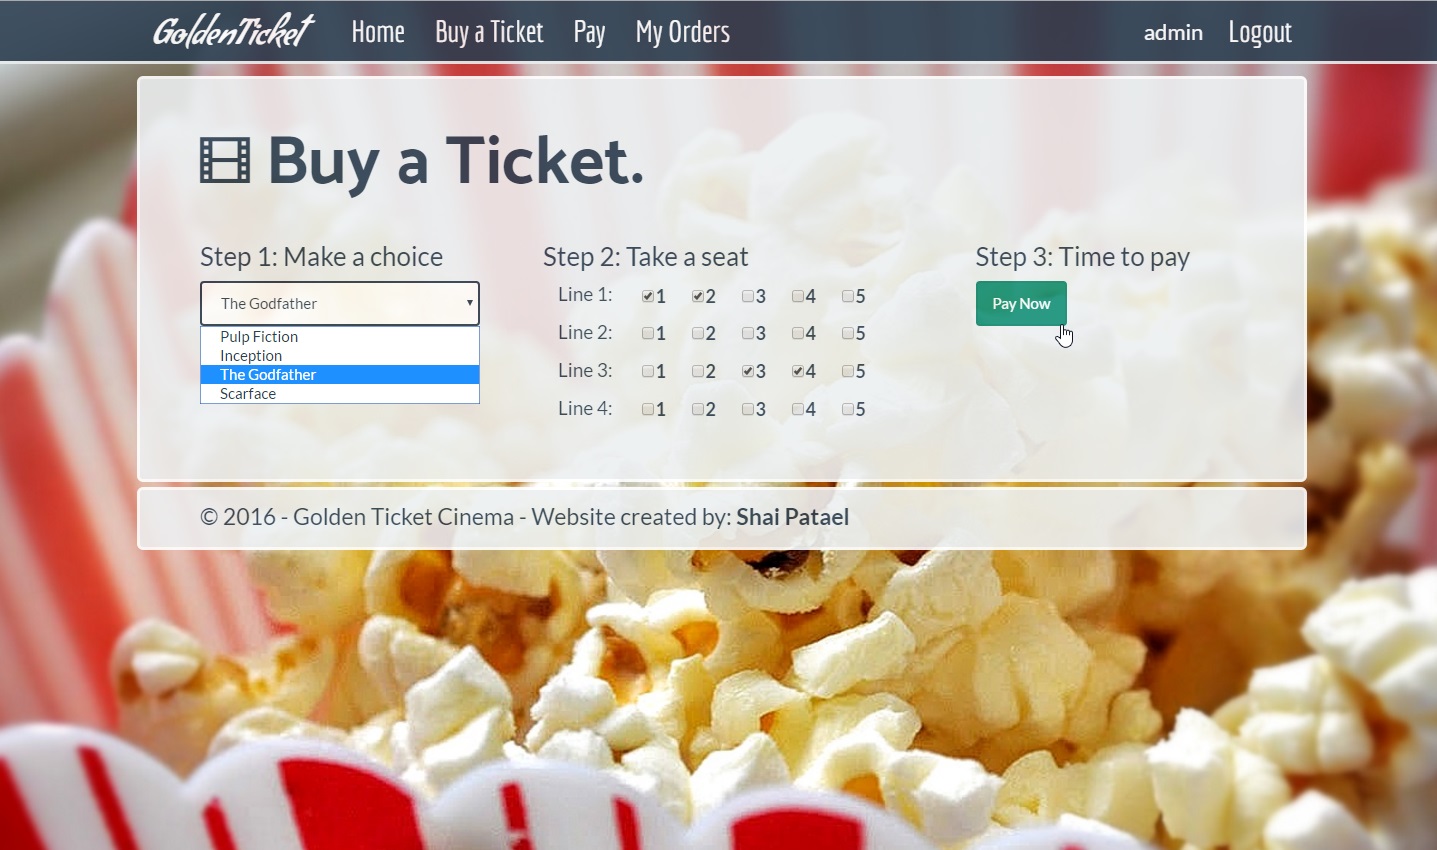 GoldenTicket Home Buy a Ticket Pay My Orders admin Logout
Buy a Ticket.
Step 1: Make a choice
The Godfather
Pulp Fiction
Inception
The Godfather
Scarface
Step 2: Take a seat
Line 1: 1 2 3 4 5
Line 2: 1 2 3 4 5
Line 3: 1 2 3 4 5
Line 4: 1 2 3 4 5
Step 3: Time to pay
Pay Now
© 2016 - Golden Ticket Cinema - Website created by: Shai Patael